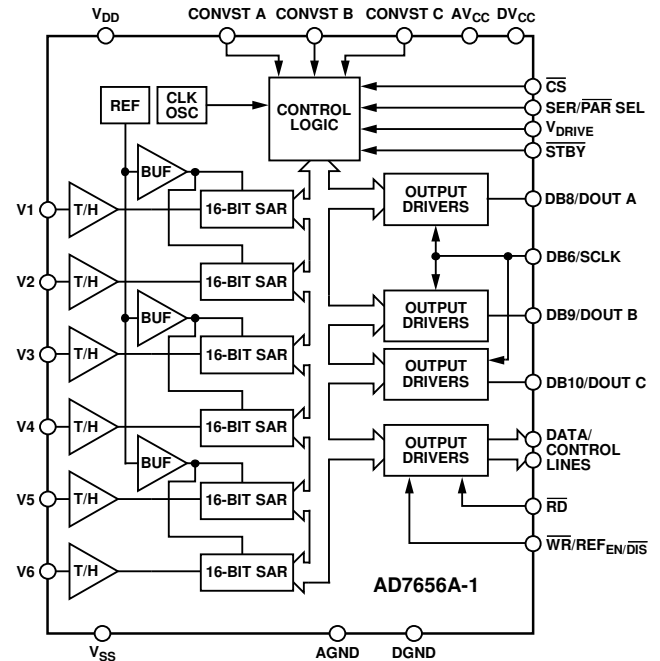 VDD
CONVST A
CONVST B
CONVST C
AVCC
DVCC
REF
CLK
OSC
CONTROL
LOGIC
CS
SER/PAR SEL
VDRIVE
STBY
BUF
V1
T/H
16-BIT SAR
OUTPUT
DRIVERS
DB8/DOUT A
V2
T/H
16-BIT SAR
DB6/SCLK
BUF
OUTPUT
DRIVERS
DB9/DOUT B
V3
T/H
16-BIT SAR
OUTPUT
DRIVERS
DB10/DOUT C
V4
T/H
16-BIT SAR
OUTPUT
DRIVERS
DATA/
CONTROL
LINES
BUF
V5
T/H
16-BIT SAR
RD
WR/REFEN/DIS
V6
T/H
16-BIT SAR
AD7656A-1
VSS
AGND
DGND